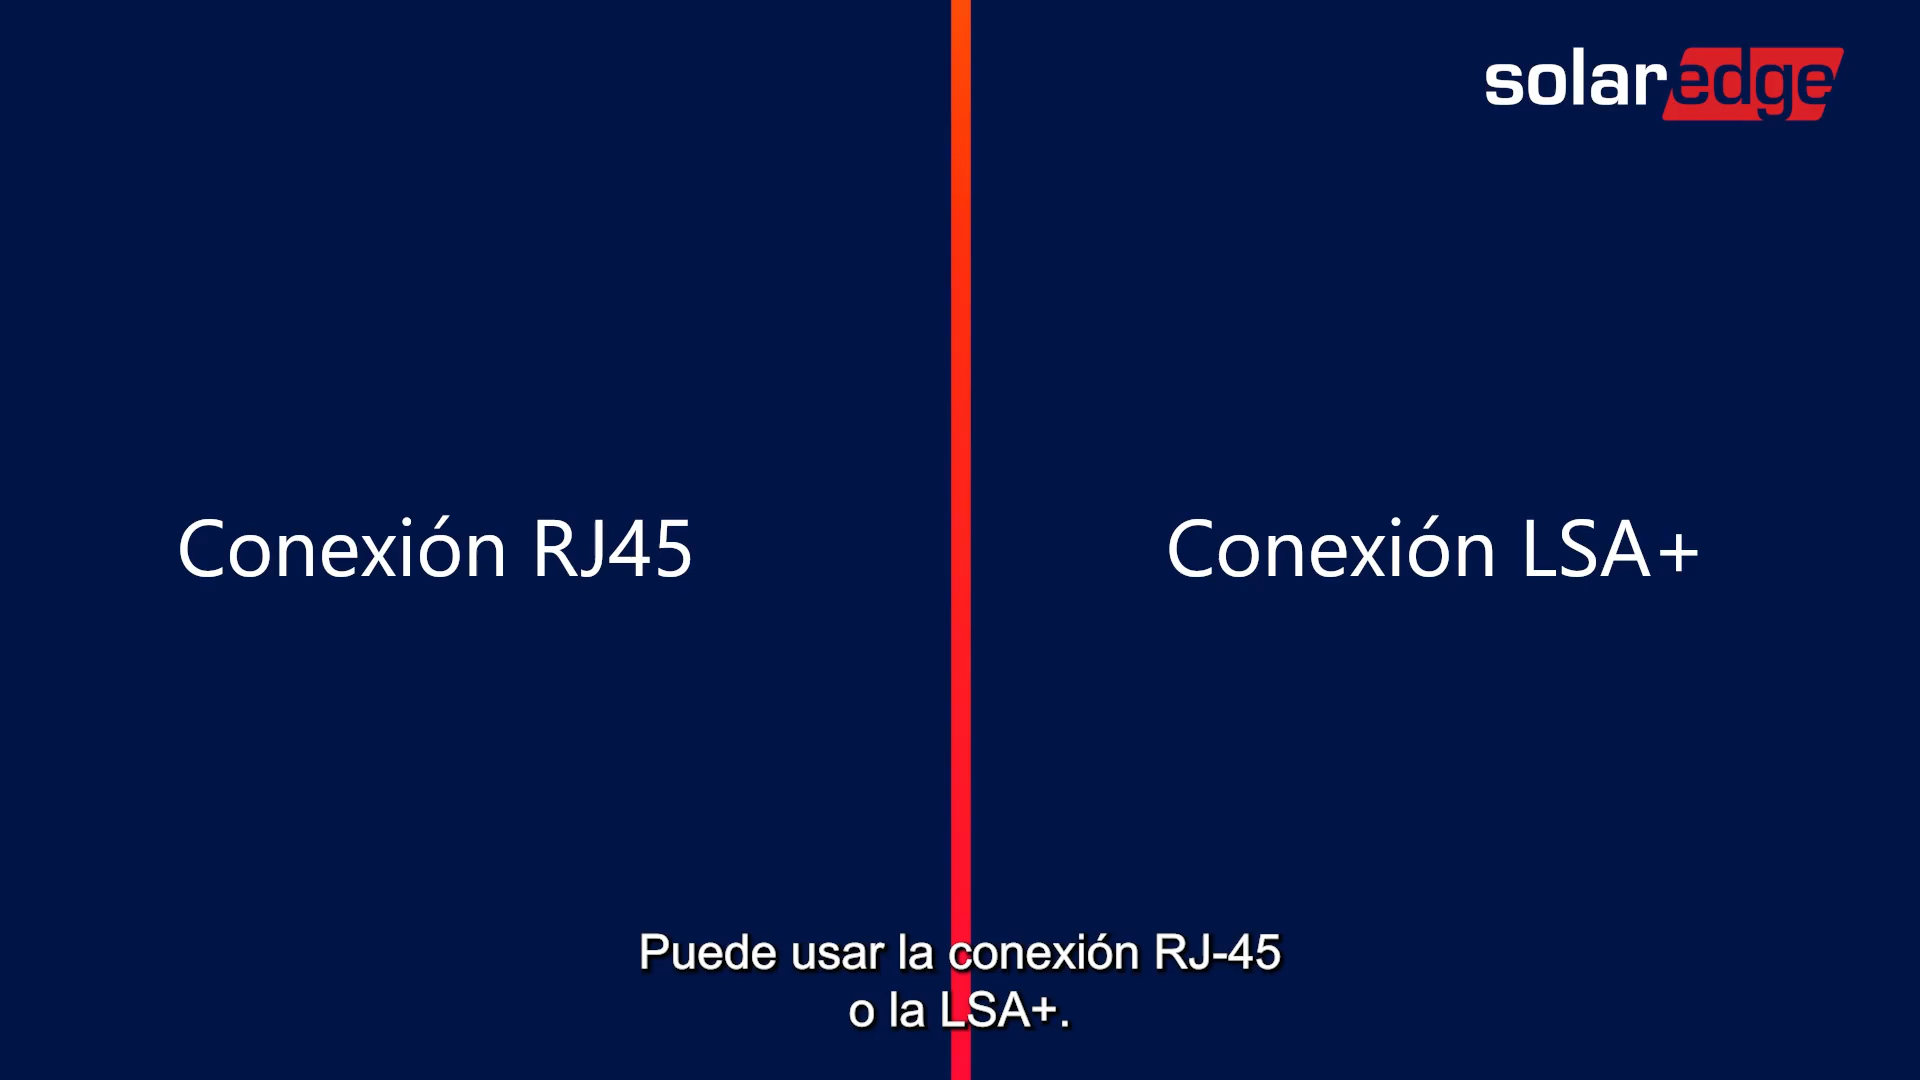 solaredge
Conexión RJ45
Conexión LSA+
Puede usar la conexión RJ-45
o la LSA+.